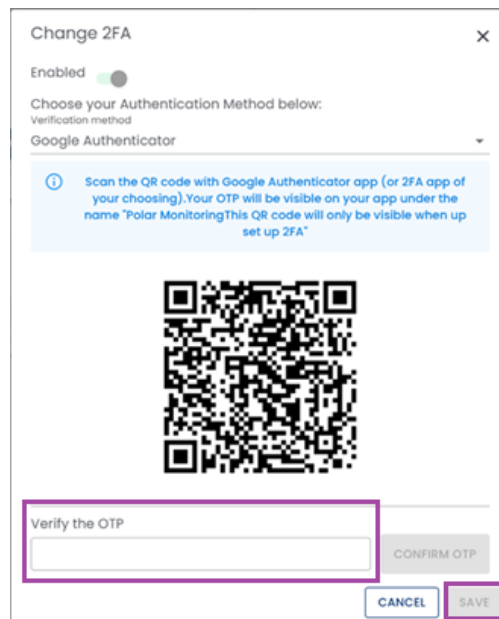 Change 2FA
Enabled
Choose your Authentication Method below:
Verification method
Google Authenticator
Scan the QR code with Google Authenticator app (or 2FA app of
your choosing).Your OTP will be visible on your app under the
name "Polar MonitoringThis QR code will only be visible when up
set up 2FA"
Verify the OTP
CONFIRM OTP
CANCEL
SAVE